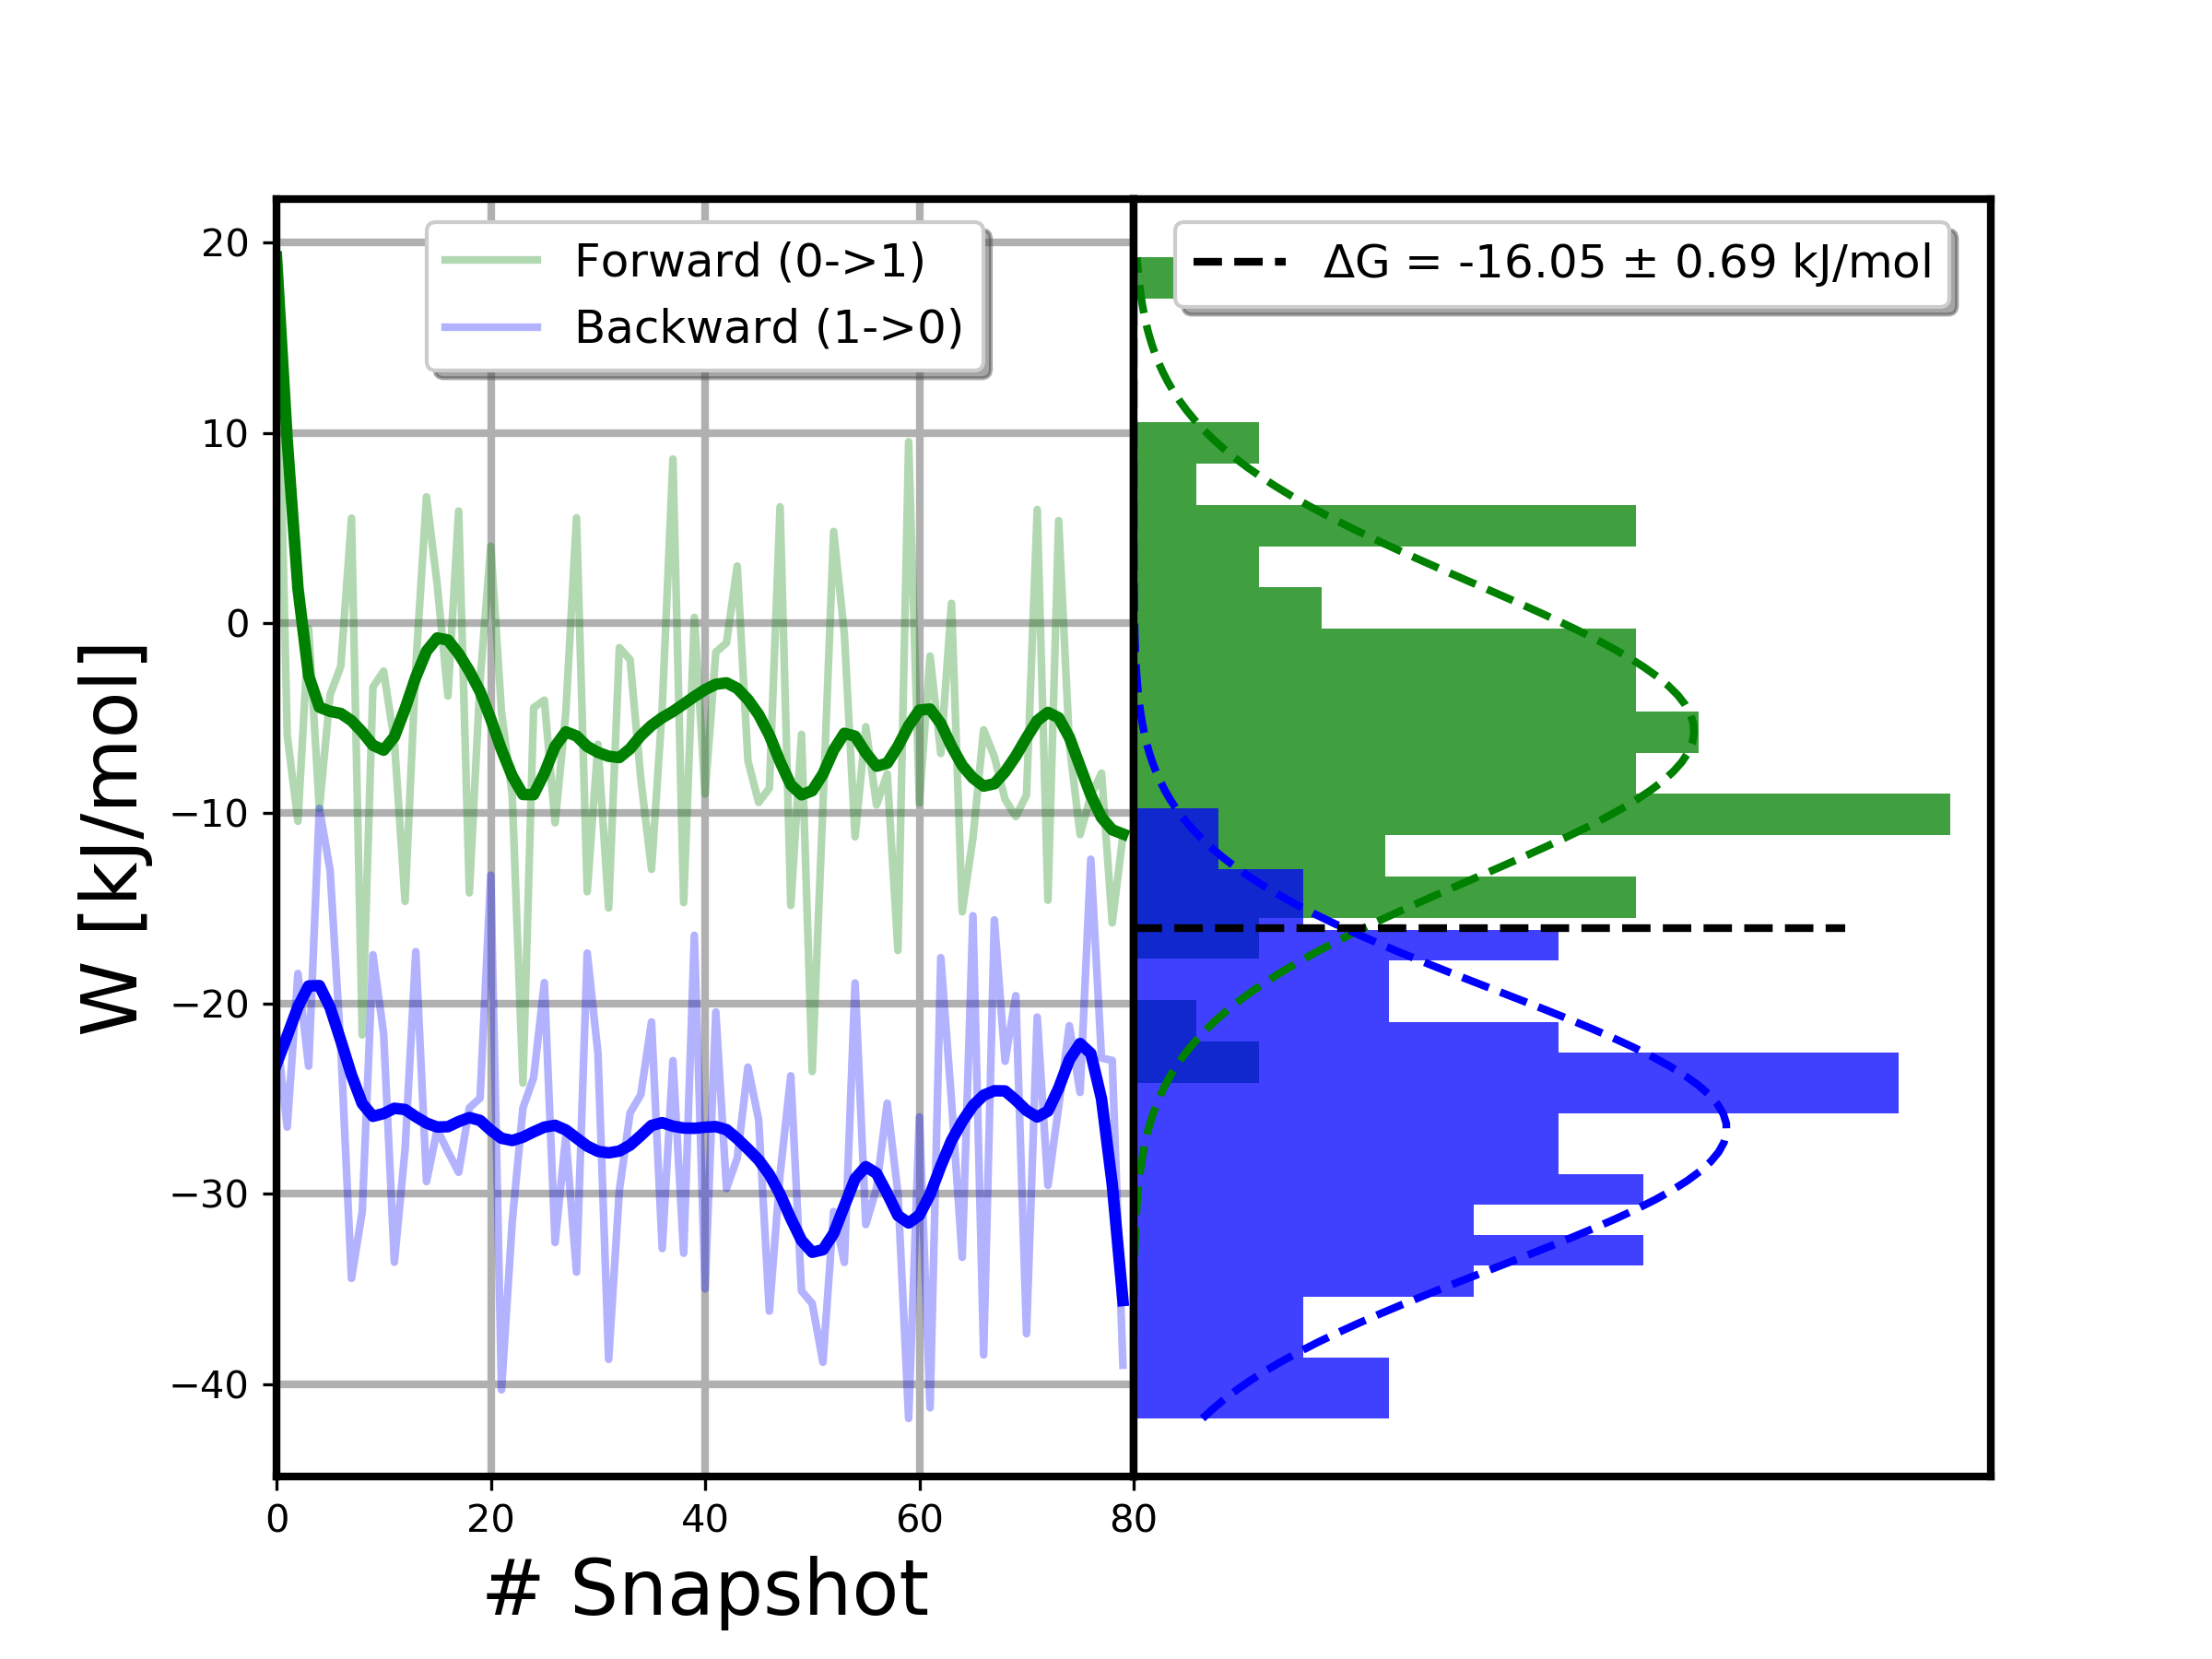 20
10
0
−10
−20
−30
−40
W [kJ/mol]
Forward (0->1)
Backward (1->0)
ΔG = -16.05 ± 0.69 kJ/mol
0 20 40 60 80
# Snapshot